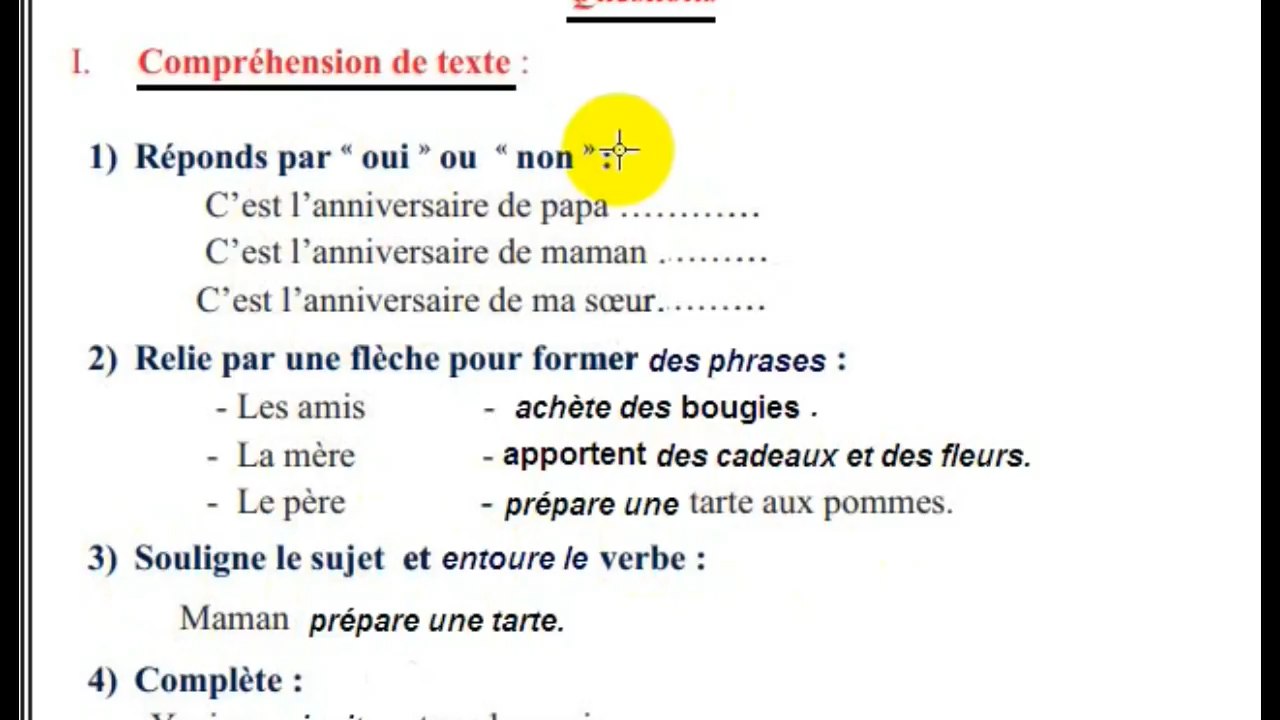 Questions
I. Compréhension de texte :
1) Réponds par “ oui ” ou “ non ” :
C’est l’anniversaire de papa …………
C’est l’anniversaire de maman ………
C’est l’anniversaire de ma sœur………
2) Relie par une flèche pour former des phrases :
- Les amis - achète des bougies .
- La mère - apportent des cadeaux et des fleurs.
- Le père - prépare une tarte aux pommes.
3) Souligne le sujet et entoure le verbe :
Maman prépare une tarte.
4) Complète :